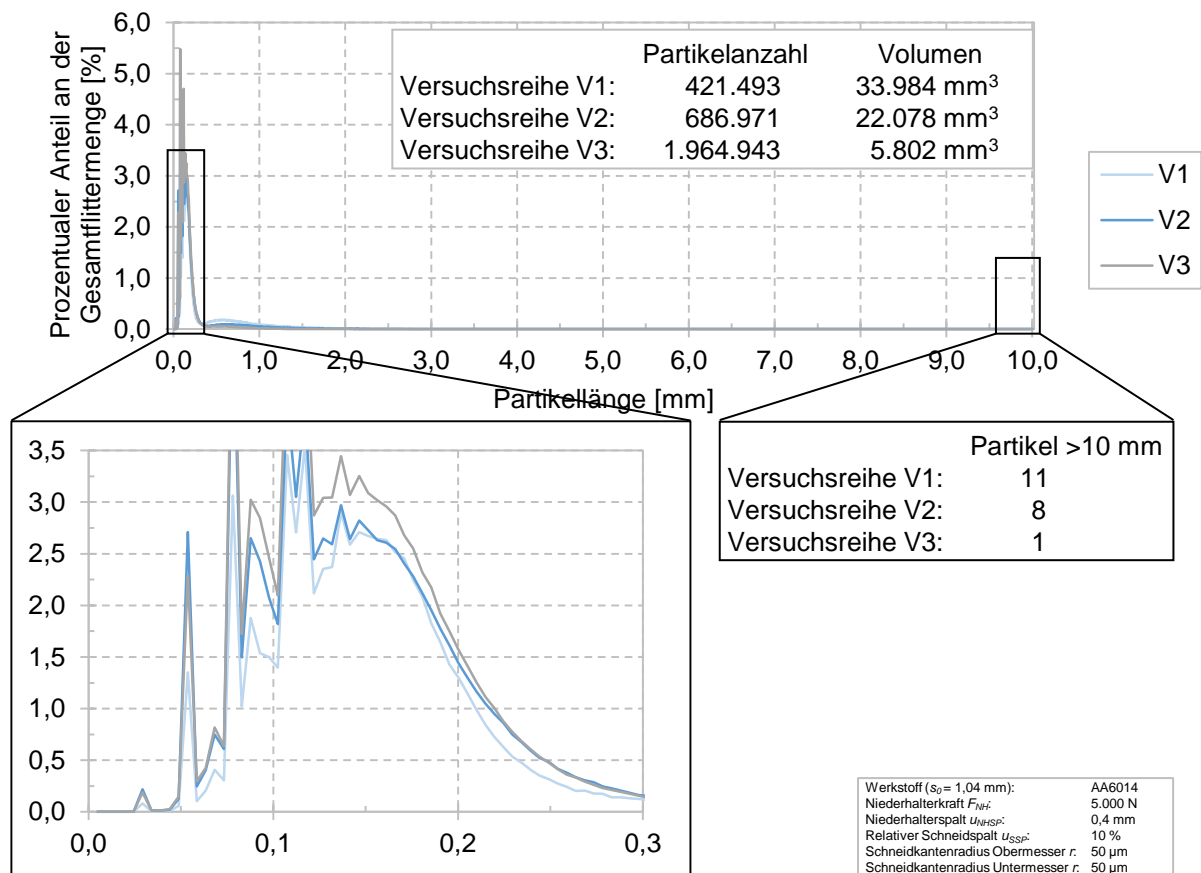 Prozentualer Anteil an der
Gesamtflittermenge [%]
6,0
5,0
4,0
3,0
2,0
1,0
0,0
Partikelanzahl Volumen
Versuchsreihe V1: 421.493 33.984 mm³
Versuchsreihe V2: 686.971 22.078 mm³
Versuchsreihe V3: 1.964.943 5.802 mm³
V1
V2
V3
0,0 1,0 2,0 3,0 4,0 5,0 6,0 7,0 8,0 9,0 10,0
Partikellänge [mm]
3,5
3,0
2,5
2,0
1,5
1,0
0,5
0,0
0,0 0,1 0,2 0,3
Partikel >10 mm
Versuchsreihe V1: 11
Versuchsreihe V2: 8
Versuchsreihe V3: 1
Werkstoff (s₀ = 1,04 mm): AA6014
Niederhalterkraft F_NH: 5.000 N
Niederhalterspalt u_NHSP: 0,4 mm
Relativer Schneidspalt u_SSP: 10 %
Schneidkantenradius Obermesser r: 50 µm
Schneidkantenradius Untermesser r: 50 µm